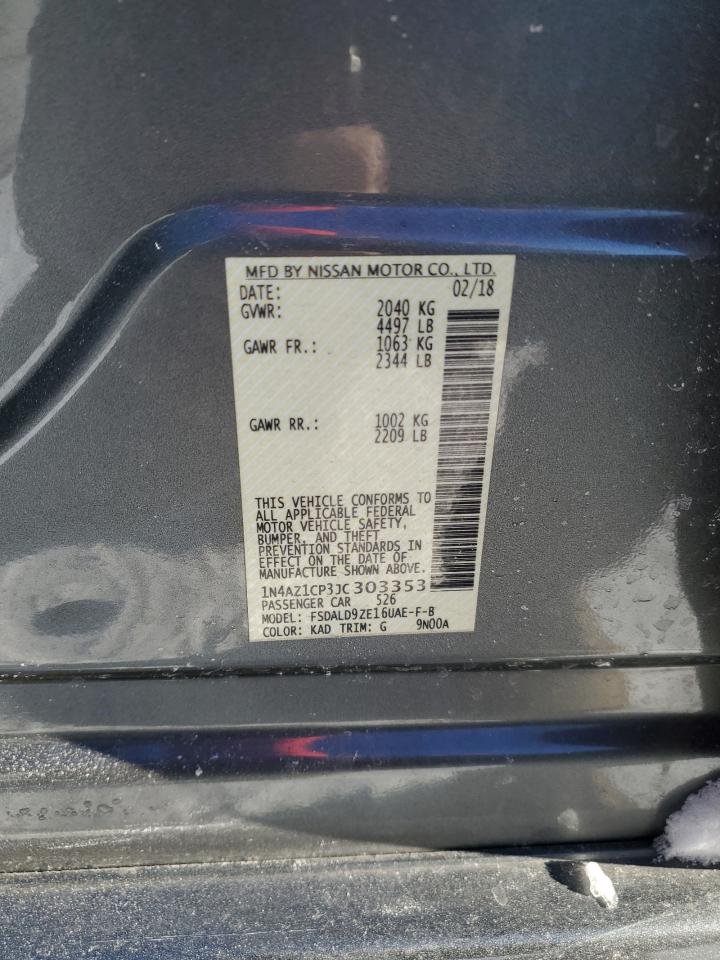 MFD BY NISSAN MOTOR CO., LTD.
DATE: 02/18
GVWR: 2040 KG
4497 LB
GAWR FR.: 1063 KG
2344 LB
GAWR RR.: 1002 KG
2209 LB
THIS VEHICLE CONFORMS TO
ALL APPLICABLE FEDERAL
MOTOR VEHICLE SAFETY,
BUMPER, AND THEFT
PREVENTION STANDARDS IN
EFFECT ON THE DATE OF
MANUFACTURE SHOWN ABOVE.
1N4AZ1CP3JC303353
PASSENGER CAR 526
MODEL: FSDALD9ZE16UAE-F-B
COLOR: KAD TRIM: G 9N00A